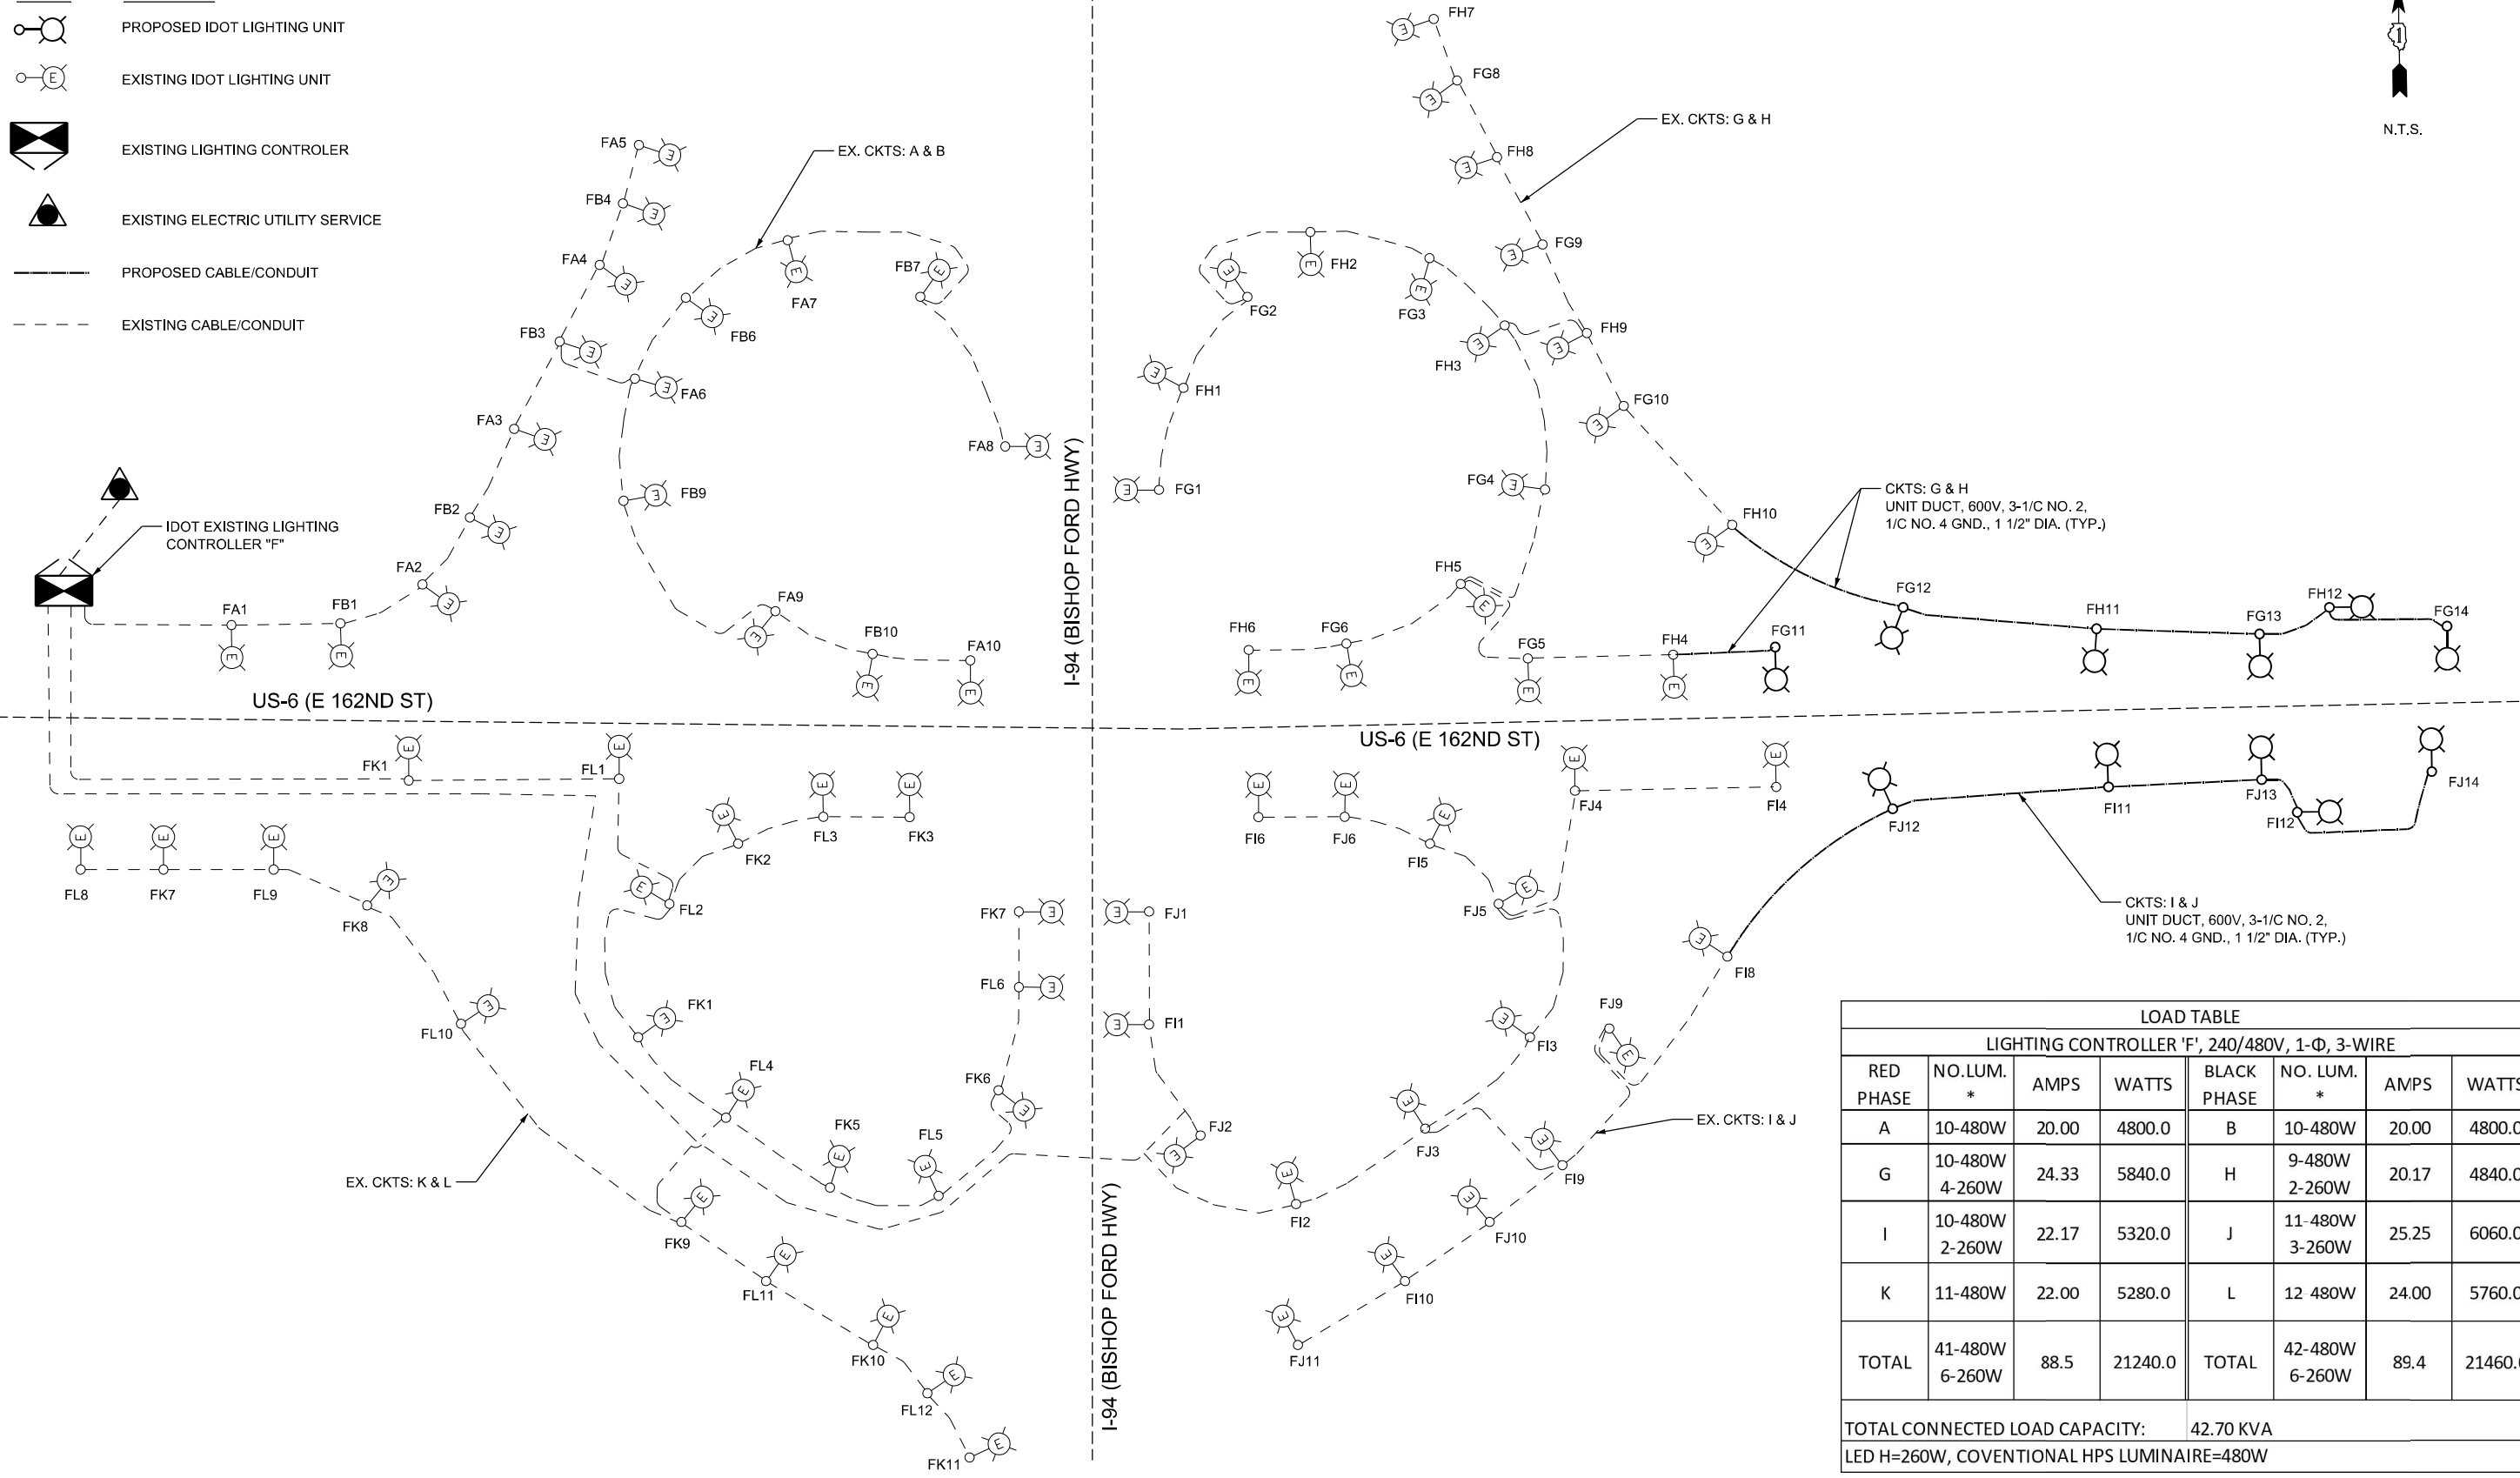 PROPOSED IDOT LIGHTING UNIT
E
EXISTING IDOT LIGHTING UNIT
EXISTING LIGHTING CONTROLER
EXISTING ELECTRIC UTILITY SERVICE
PROPOSED CABLE/CONDUIT
EXISTING CABLE/CONDUIT
1
N.T.S.
FA5
FB4
FA4
FB3
FA3
FB2
FA2
FA1
FB1
EX. CKTS: A & B
FA7
FB7
FB6
FA6
FA8
FB9
FA9
FB10
FA10
IDOT EXISTING LIGHTING
CONTROLLER "F"
FH7
FG8
EX. CKTS: G & H
FH8
FG9
FH2
FG2
FG3
FH3
FH9
FH1
FG10
FG1
FG4
FH10
CKTS: G & H
UNIT DUCT, 600V, 3-1/C NO. 2,
1/C NO. 4 GND., 1 1/2" DIA. (TYP.)
FH5
FH6
FG6
FG5
FH4
FG11
FG12
FH11
FG13
FH12
FG14
I-94 (BISHOP FORD HWY)
US-6 (E 162ND ST)
US-6 (E 162ND ST)
FK1
FL1
FL8
FK7
FL9
FK8
FK2
FL3
FK3
FL2
FK7
FL6
FL10
FK1
FL4
FK6
FK5
FL5
EX. CKTS: K & L
FK9
FL11
FK10
FL12
FK11
FJ4
FI4
FI6
FJ6
FI5
FJ5
FJ1
FI1
FJ12
FI11
FJ13
FI12
FJ14
CKTS: I & J
UNIT DUCT, 600V, 3-1/C NO. 2,
1/C NO. 4 GND., 1 1/2" DIA. (TYP.)
FI8
FJ9
FI3
FJ2
FJ3
EX. CKTS: I & J
FI9
FI2
FJ10
FI10
FJ11
I-94 (BISHOP FORD HWY)
LOAD TABLE
LIGHTING CONTROLLER 'F', 240/480V, 1-Φ, 3-WIRE
RED PHASE NO.LUM. * AMPS WATTS BLACK PHASE NO. LUM. * AMPS WATTS
A 10-480W 20.00 4800.0 B 10-480W 20.00 4800.0
G 10-480W 4-260W 24.33 5840.0 H 9-480W 2-260W 20.17 4840.0
I 10-480W 2-260W 22.17 5320.0 J 11-480W 3-260W 25.25 6060.0
K 11-480W 22.00 5280.0 L 12-480W 24.00 5760.0
TOTAL 41-480W 6-260W 88.5 21240.0 TOTAL 42-480W 6-260W 89.4 21460.
TOTAL CONNECTED LOAD CAPACITY: 42.70 KVA
LED H=260W, COVENTIONAL HPS LUMINAIRE=480W